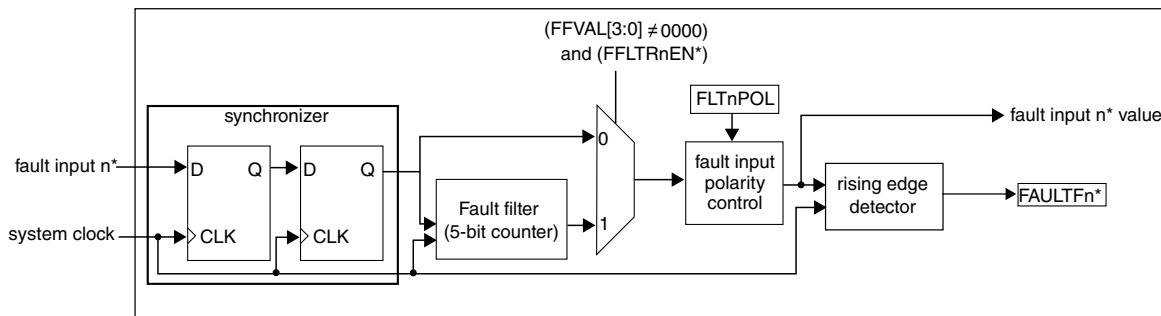 (FFVAL[3:0] ≠ 0000)
and (FFLTRnEN*)
synchronizer
FLTnPOL
fault input n* value
fault input n*
D Q
D Q
0
fault input
polarity
control
rising edge
detector
FAULTFn*
Fault filter
(5-bit counter)
1
system clock
CLK
CLK